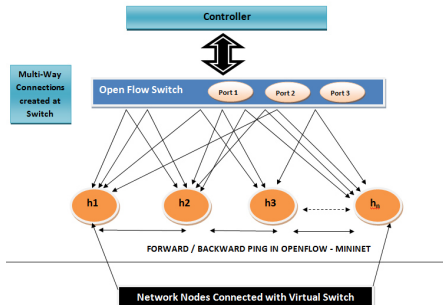 Controller
Multi-Way
Connections
created at
Switch
Open Flow Switch
Port 1
Port 2
Port 3
h1
h2
h3
hn
FORWARD / BACKWARD PING IN OPENFLOW - MININET
Network Nodes Connected with Virtual Switch